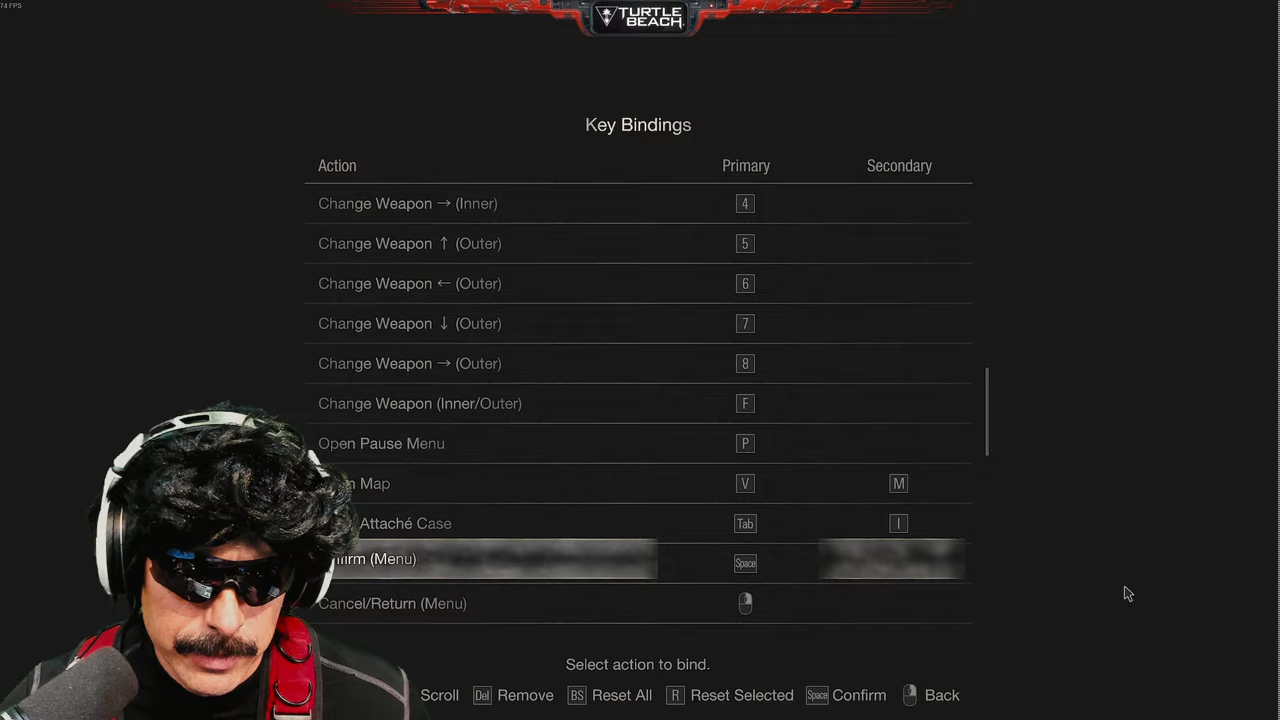 74 FPS
TURTLE
BEACH
Key Bindings
Action Primary Secondary
Change Weapon → (Inner) 4
Change Weapon ↑ (Outer) 5
Change Weapon ← (Outer) 6
Change Weapon ↓ (Outer) 7
Change Weapon → (Outer) 8
Change Weapon (Inner/Outer) F
Open Pause Menu P
Map V M
Attaché Case Tab I
(Menu) Space
Cancel/Return (Menu)
Select action to bind.
Scroll Del Remove BS Reset All R Reset Selected Space Confirm Back